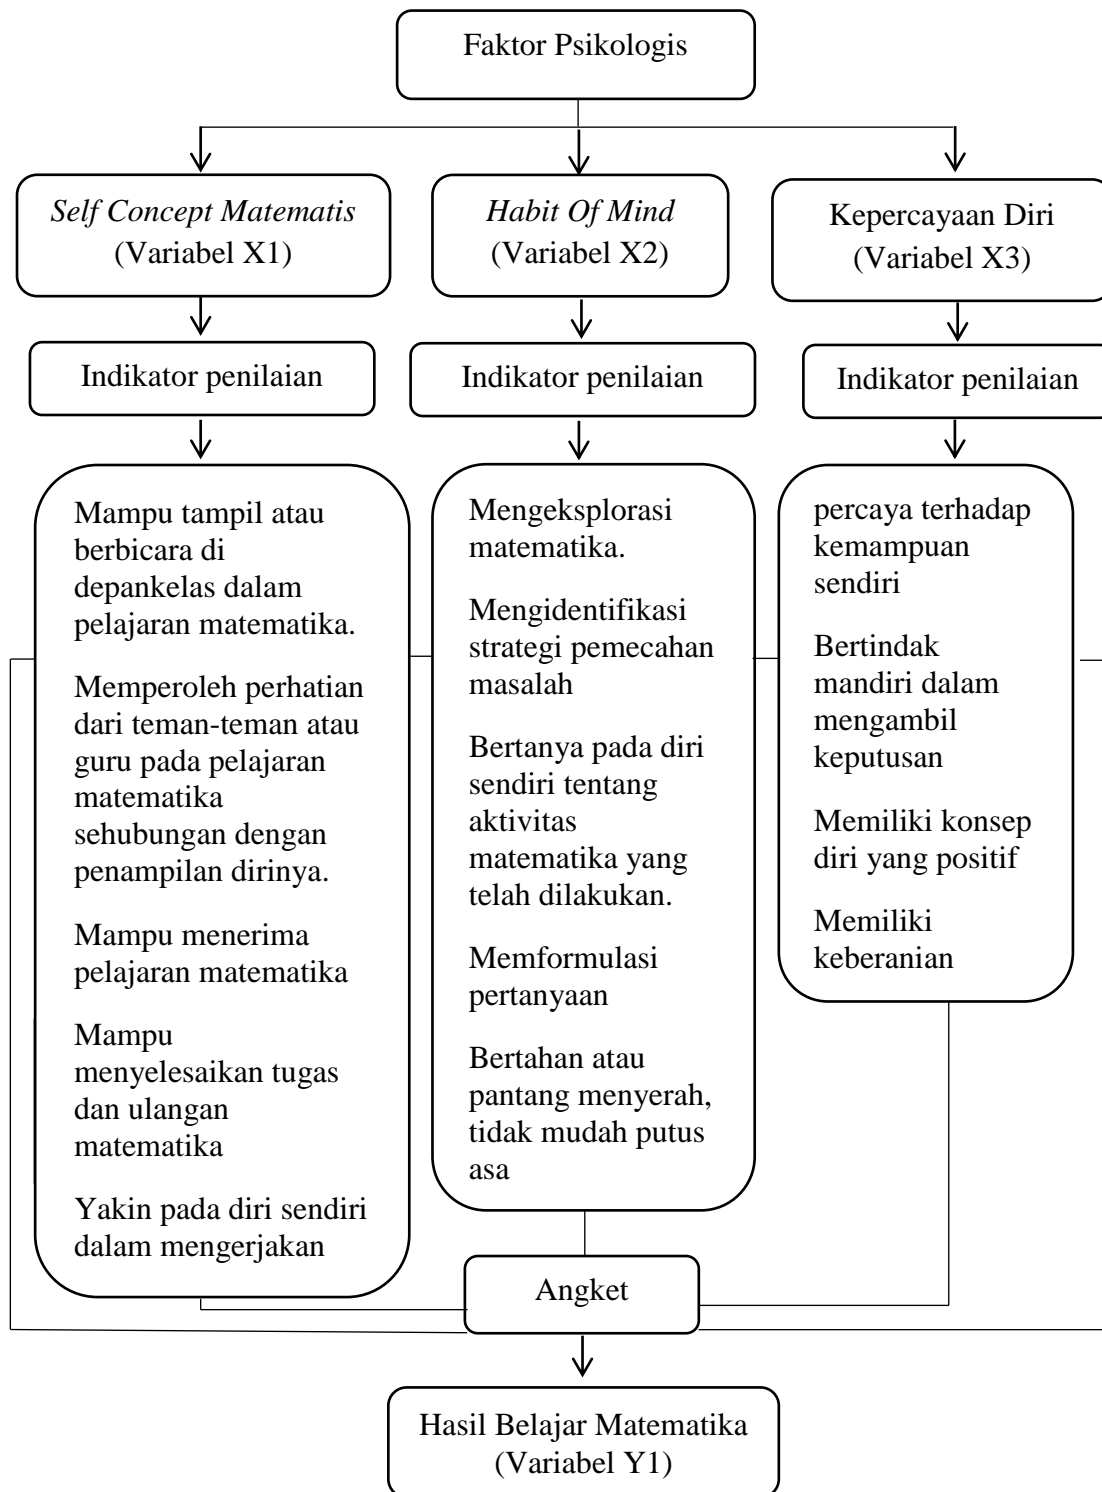 Faktor Psikologis
Self Concept Matematis
(Variabel X1)
Habit Of Mind
(Variabel X2)
Kepercayaan Diri
(Variabel X3)
Indikator penilaian
Indikator penilaian
Indikator penilaian
Mampu tampil atau
berbicara di
depankelas dalam
pelajaran matematika.
Memperoleh perhatian
dari teman-teman atau
guru pada pelajaran
matematika
sehubungan dengan
penampilan dirinya.
Mampu menerima
pelajaran matematika
Mampu
menyelesaikan tugas
dan ulangan
matematika
Yakin pada diri sendiri
dalam mengerjakan
Mengeksplorasi
matematika.
Mengidentifikasi
strategi pemecahan
masalah
Bertanya pada diri
sendiri tentang
aktivitas
matematika yang
telah dilakukan.
Memformulasi
pertanyaan
Bertahan atau
pantang menyerah,
tidak mudah putus
asa
percaya terhadap
kemampuan
sendiri
Bertindak
mandiri dalam
mengambil
keputusan
Memiliki konsep
diri yang positif
Memiliki
keberanian
Angket
Hasil Belajar Matematika
(Variabel Y1)